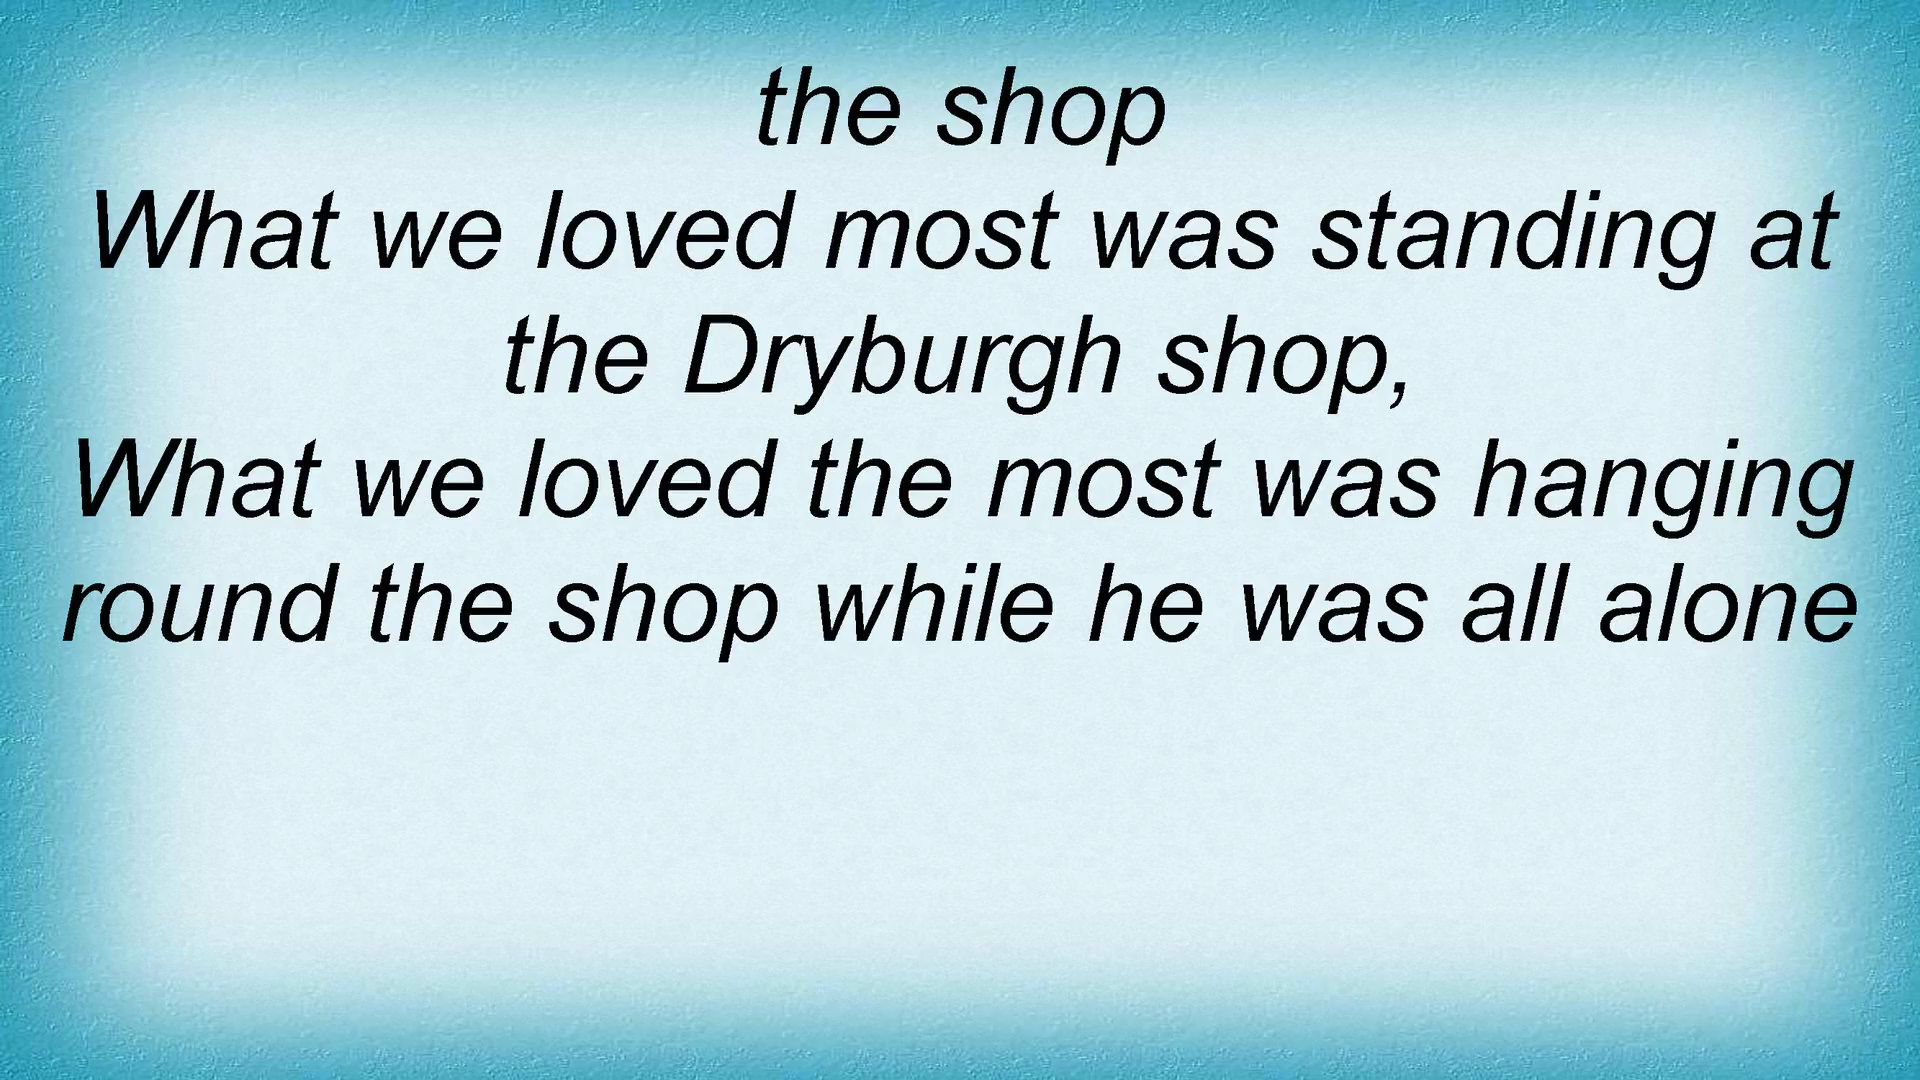 the shop
What we loved most was standing at
the Dryburgh shop,
What we loved the most was hanging
round the shop while he was all alone